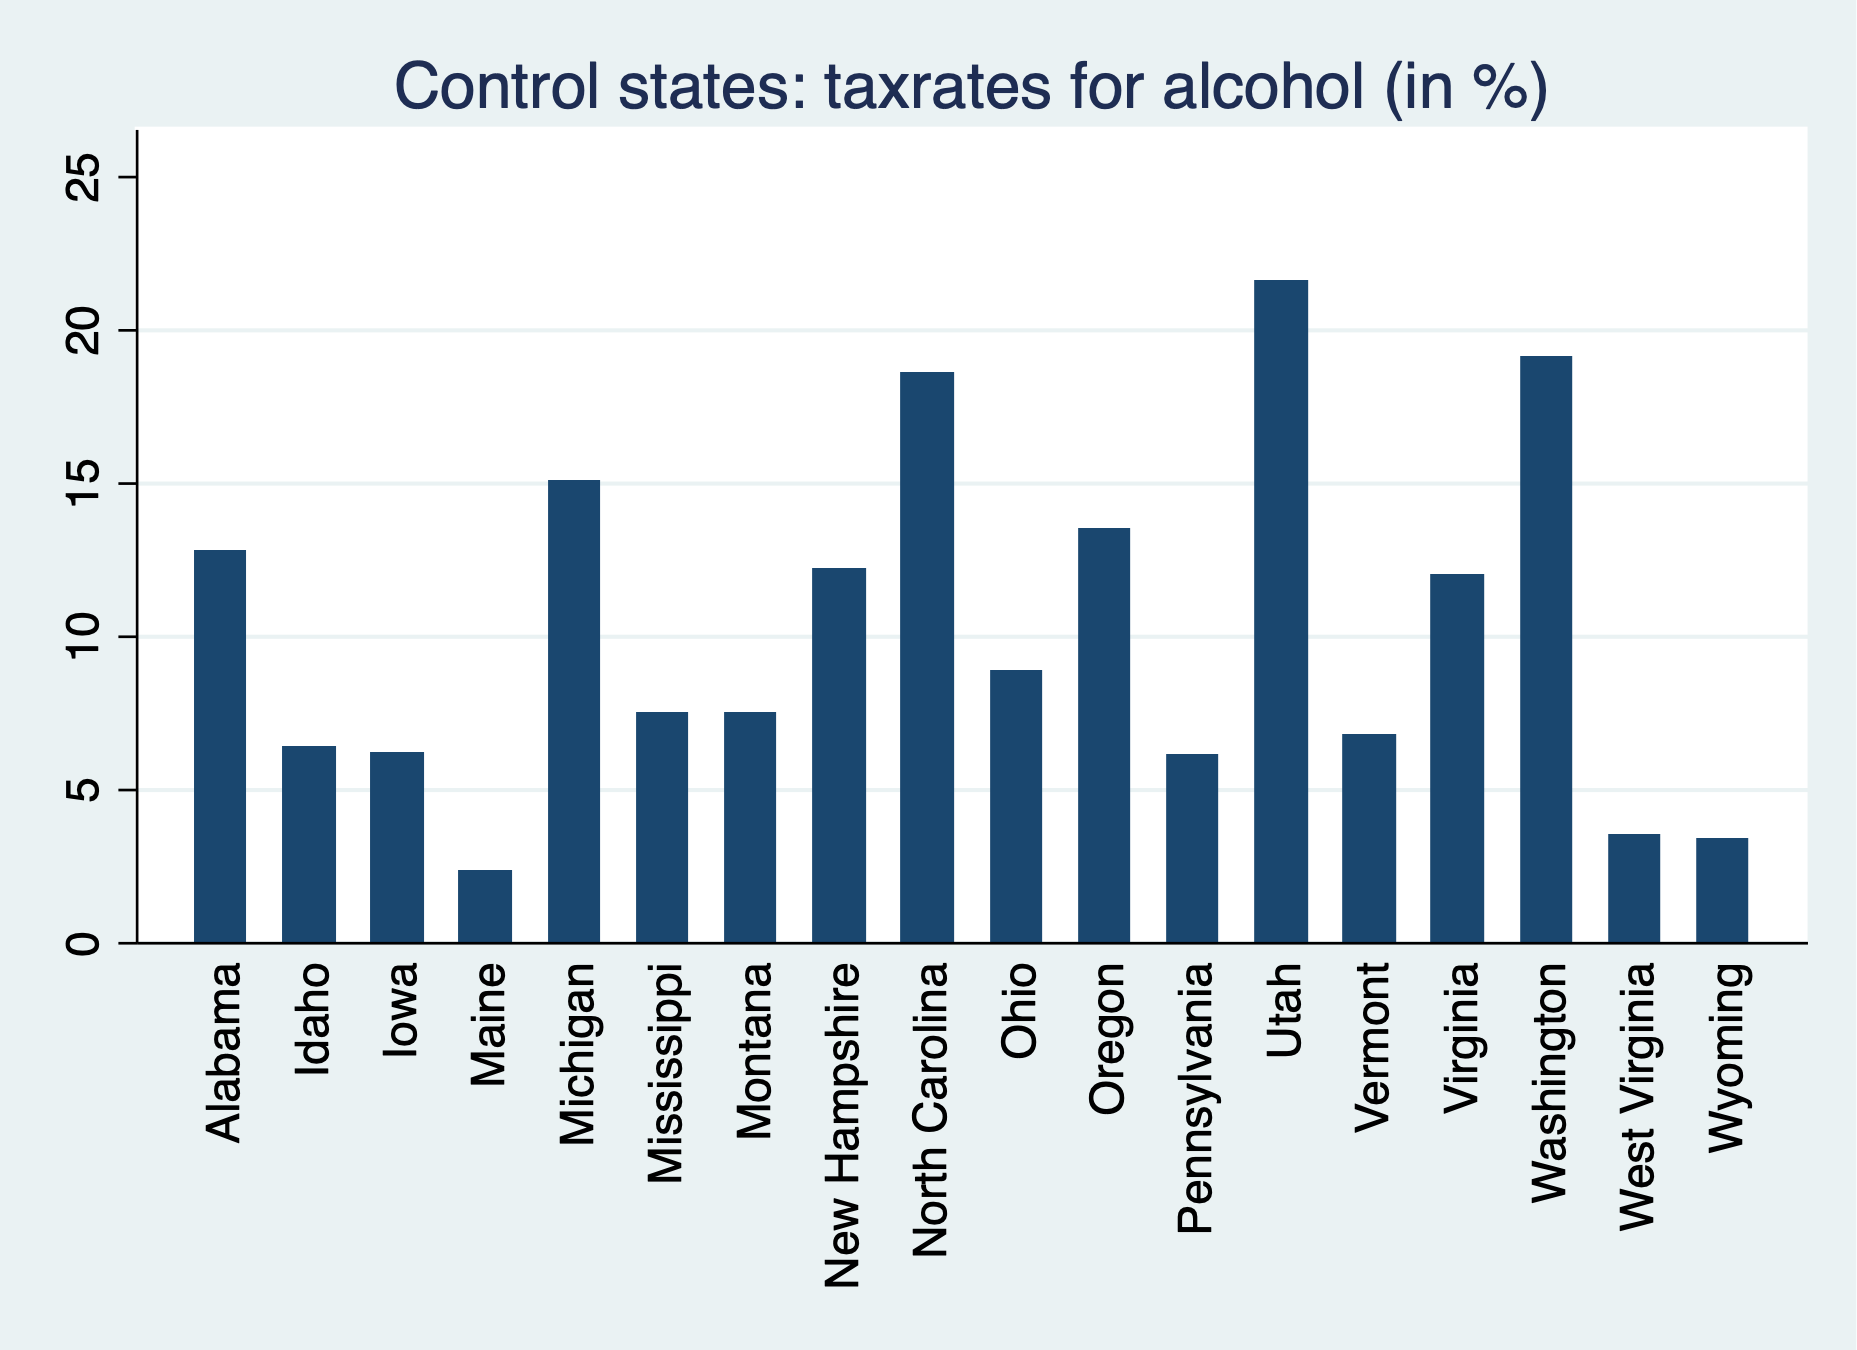 Control states: taxrates for alcohol (in %)
25
20
15
10
5
0
Alabama
Idaho
Iowa
Maine
Michigan
Mississippi
Montana
New Hampshire
North Carolina
Ohio
Oregon
Pennsylvania
Utah
Vermont
Virginia
Washington
West Virginia
Wyoming